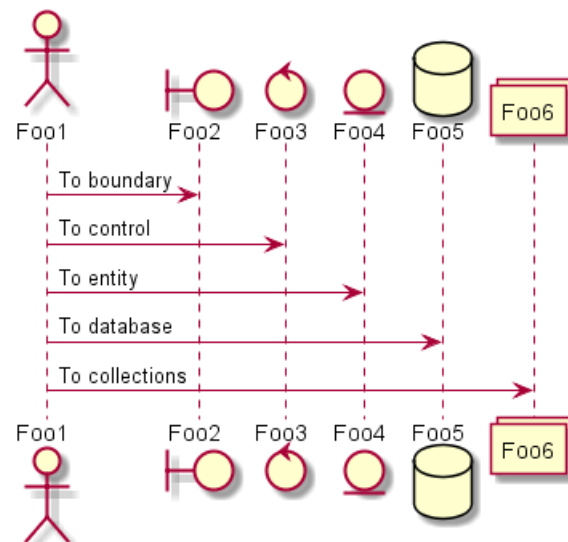 Foo1 Foo2 Foo3 Foo4 Foo5 Foo6
To boundary
To control
To entity
To database
To collections
Foo1 Foo2 Foo3 Foo4 Foo5 Foo6